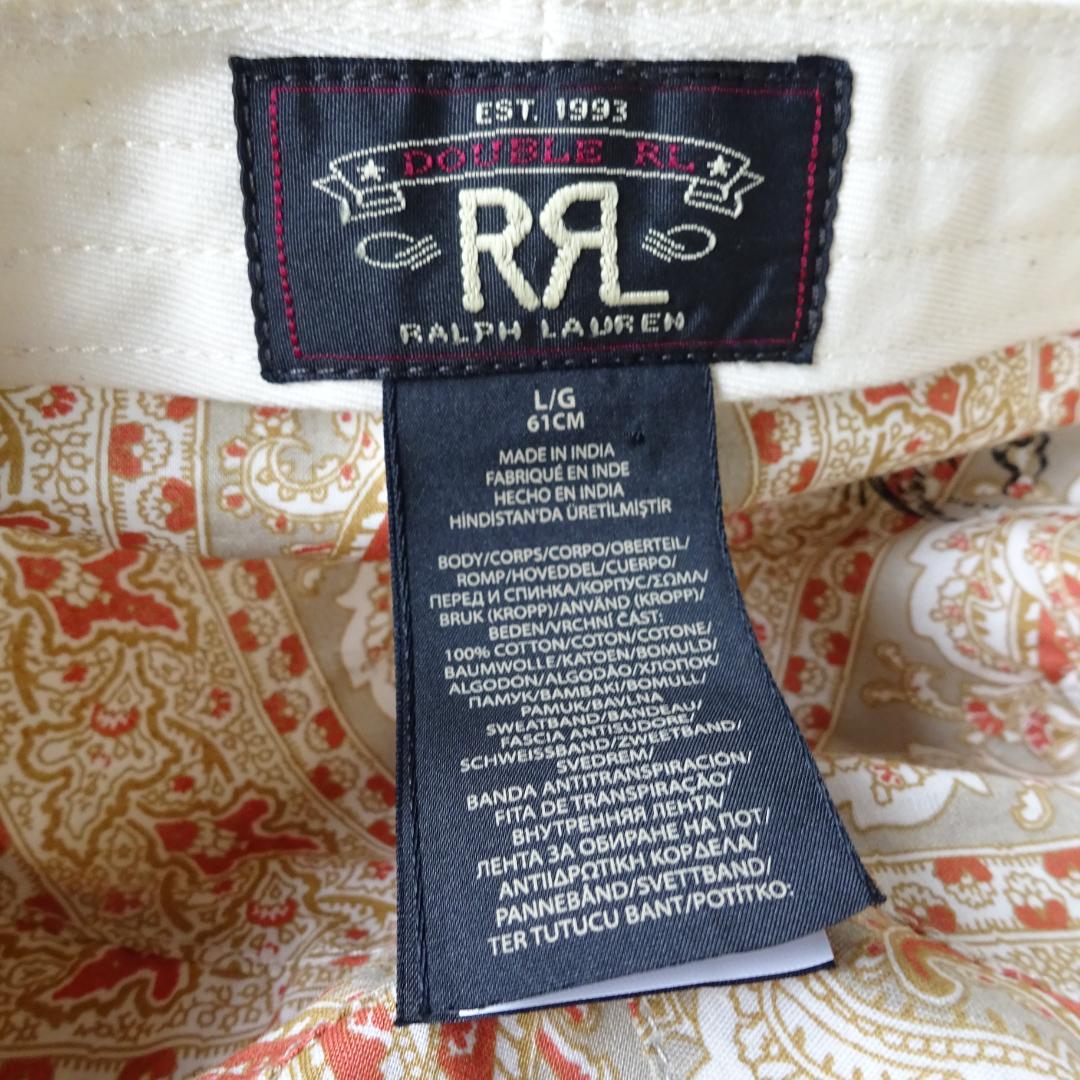 EST. 1993
DOUBLE RL
RRL
RALPH LAUREN
L/G
61CM
MADE IN INDIA
FABRIQUÉ EN INDE
HECHO EN INDIA
HİNDİSTAN'DA ÜRETİLMİŞTİR
BODY/CORPS/CORPO/OBERTEIL/
ROMP/HOVEDDEL/CUERPO/
ПЕРЕД И СПИНКА/КОРПУС/ΣΩΜΑ/
BRUK (KROPP)/ANVÄND (KROPP)/
BEDEN/VRCHNÍ ČÁST:
100% COTTON/COTON/COTONE/
BAUMWOLLE/KATOEN/BOMULD/
ALGODON/ALGODÃO/ХЛОПОК/
ПАМУК/ΒΑΜΒΑΚΙ/BOMULL/
PAMUK/BAVLNA
SWEATBAND/BANDEAU/
FASCIA ANTISUDORE/
SCHWEISSBAND/ZWEETBAND/
SVEDREM/
BANDA ANTITRANSPIRACIÓN/
FITA DE TRANSPIRAÇÃO/
ВНУТРЕННЯЯ ЛЕНТА/
ЛЕНТА ЗА ОБИРАНЕ НА ПОТ/
ΑΝΤΙΙΔΡΩΤΙΚΗ ΚΟΡΔΕΛΑ/
PANNEBÅND/SVETTBAND/
TER TUTUCU BANT/POTÍTKO: